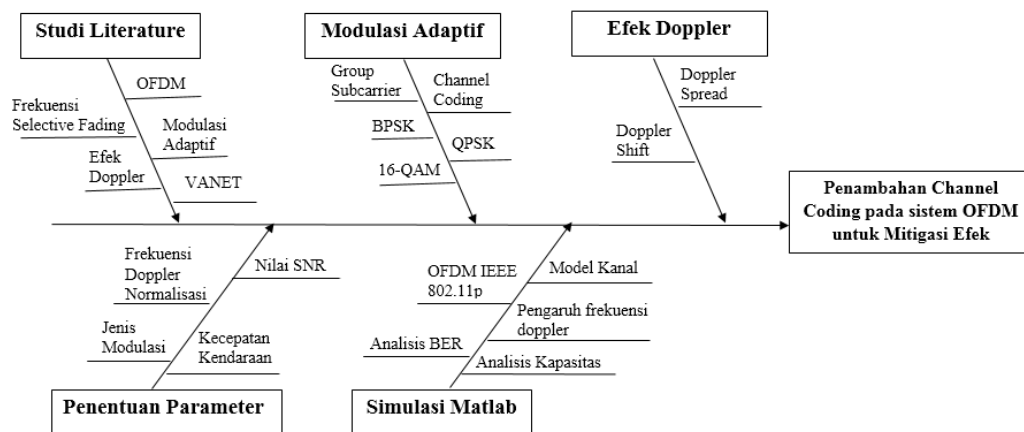 Studi Literature
Modulasi Adaptif
Efek Doppler
OFDM
Frekuensi
Selective Fading
Modulasi
Adaptif
Efek
Doppler
VANET
Group
Subcarrier
Channel
Coding
BPSK
QPSK
16-QAM
Doppler
Spread
Doppler
Shift
Penambahan Channel
Coding pada sistem OFDM
untuk Mitigasi Efek
Frekuensi
Doppler
Normalisasi
Nilai SNR
Jenis
Modulasi
Kecepatan
Kendaraan
OFDM IEEE
802.11p
Model Kanal
Pengaruh frekuensi
doppler
Analisis BER
Analisis Kapasitas
Penentuan Parameter
Simulasi Matlab